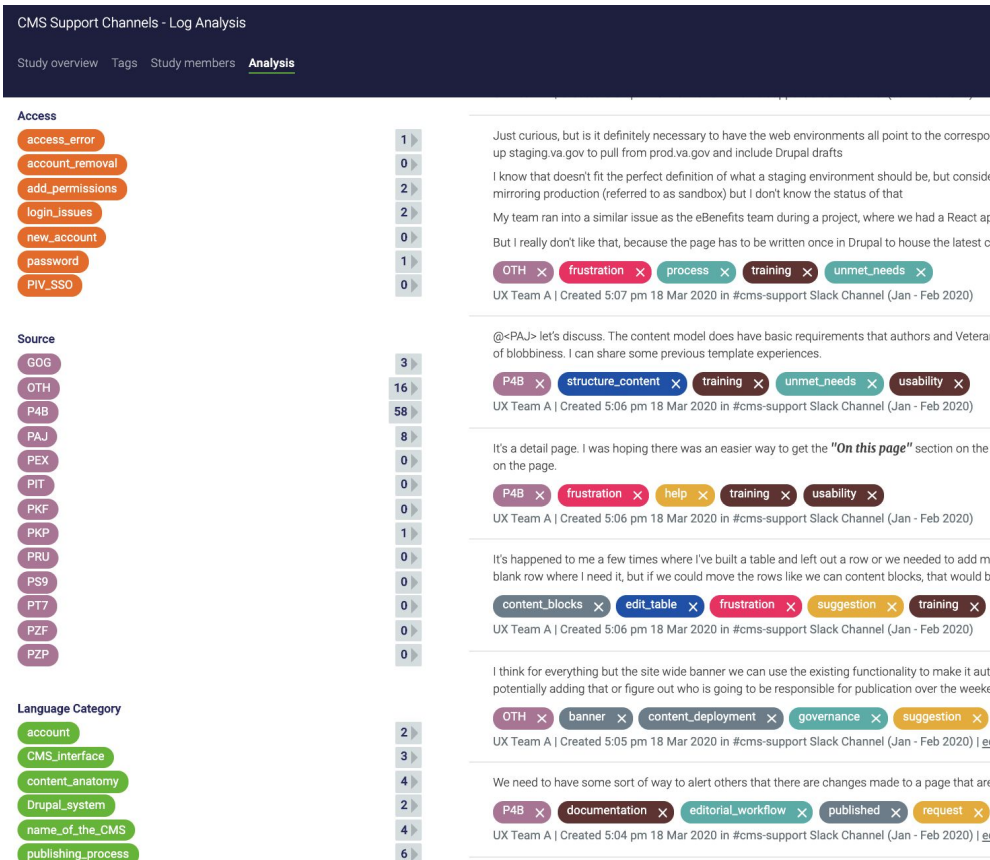 CMS Support Channels - Log Analysis
Study overview Tags Study members Analysis
Access
access_error 1
account_removal 0
add_permissions 2
login_issues 2
new_account 0
password 1
PIV_SSO 0
Source
GOG 3
OTH 16
P4B 58
PAJ 8
PEX 0
PIT 0
PKF 0
PKP 1
PRU 0
PS9 0
PT7 0
PZF 0
PZP 0
Language Category
account 2
CMS_interface 3
content_anatomy 4
Drupal_system 2
name_of_the_CMS 4
publishing_process 6
Just curious, but is it definitely necessary to have the web environments all point to the
up staging.va.gov to pull from prod.va.gov and include Drupal drafts
I know that doesn't fit the perfect definition of what a staging environment should be, but
mirroring production (referred to as sandbox) but I don't know the status of that
My team ran into a similar issue as the eBenefits team during a project, where we had a React
But I really don't like that, because the page has to be written once in Drupal to house the latest
OTH frustration process training unmet_needs
UX Team A | Created 5:07 pm 18 Mar 2020 in #cms-support Slack Channel (Jan - Feb 2020)
@<PAJ> let's discuss. The content model does have basic requirements that authors and
of blobbiness. I can share some previous template experiences.
P4B structure_content training unmet_needs usability
UX Team A | Created 5:06 pm 18 Mar 2020 in #cms-support Slack Channel (Jan - Feb 2020)
It's a detail page. I was hoping there was an easier way to get the "On this page" section on the
on the page.
P4B frustration help training usability
UX Team A | Created 5:06 pm 18 Mar 2020 in #cms-support Slack Channel (Jan - Feb 2020)
It's happened to me a few times where I've built a table and left out a row or we needed to add
blank row where I need it, but if we could move the rows like we can content blocks, that would
content_blocks edit_table frustration suggestion training
UX Team A | Created 5:06 pm 18 Mar 2020 in #cms-support Slack Channel (Jan - Feb 2020)
I think for everything but the site wide banner we can use the existing functionality to make it
potentially adding that or figure out who is going to be responsible for publication over the
OTH banner content_deployment governance suggestion
UX Team A | Created 5:05 pm 18 Mar 2020 in #cms-support Slack Channel (Jan - Feb 2020) |
We need to have some sort of way to alert others that there are changes made to a page that
P4B documentation editorial_workflow published request
UX Team A | Created 5:04 pm 18 Mar 2020 in #cms-support Slack Channel (Jan - Feb 2020) |